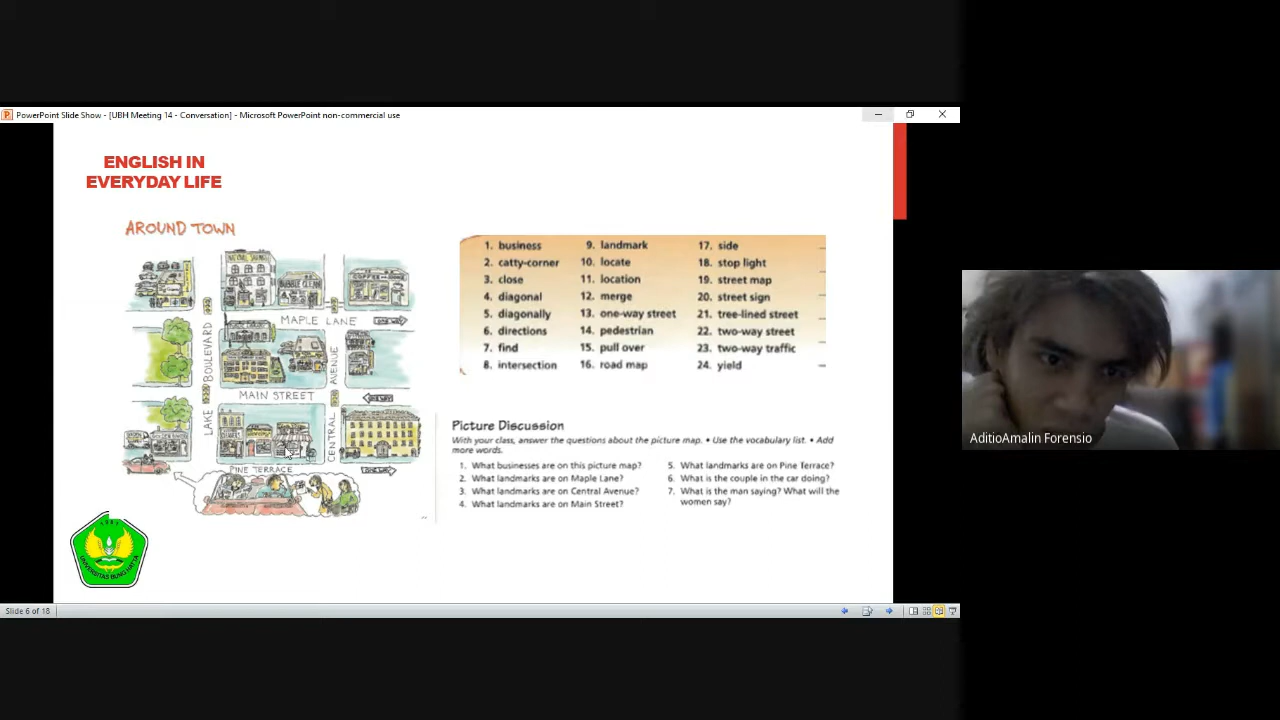 PowerPoint Slide Show - [UBH Meeting 14 - Conversation] - Microsoft PowerPoint non-commercial use
ENGLISH IN
EVERYDAY LIFE
AROUND TOWN
MAPLE LANE
LAKE BOULEVARD
CENTRAL AVENUE
MAIN STREET
PINE TERRACE
1. business
2. catty-corner
3. close
4. diagonal
5. diagonally
6. directions
7. find
8. intersection
9. landmark
10. locate
11. location
12. merge
13. one-way street
14. pedestrian
15. pull over
16. road map
17. side
18. stop light
19. street map
20. street sign
21. tree-lined street
22. two-way street
23. two-way traffic
24. yield
Picture Discussion
With your class, answer the questions about the picture map. • Use the vocabulary list. • Add
more words.
1. What businesses are on this picture map?
2. What landmarks are on Maple Lane?
3. What landmarks are on Central Avenue?
4. What landmarks are on Main Street?
5. What landmarks are on Pine Terrace?
6. What is the couple in the car doing?
7. What is the man saying? What will the
women say?
UNIVERSITAS BUNG HATTA
Slide 6 of 18
AditioAmalin Forensio